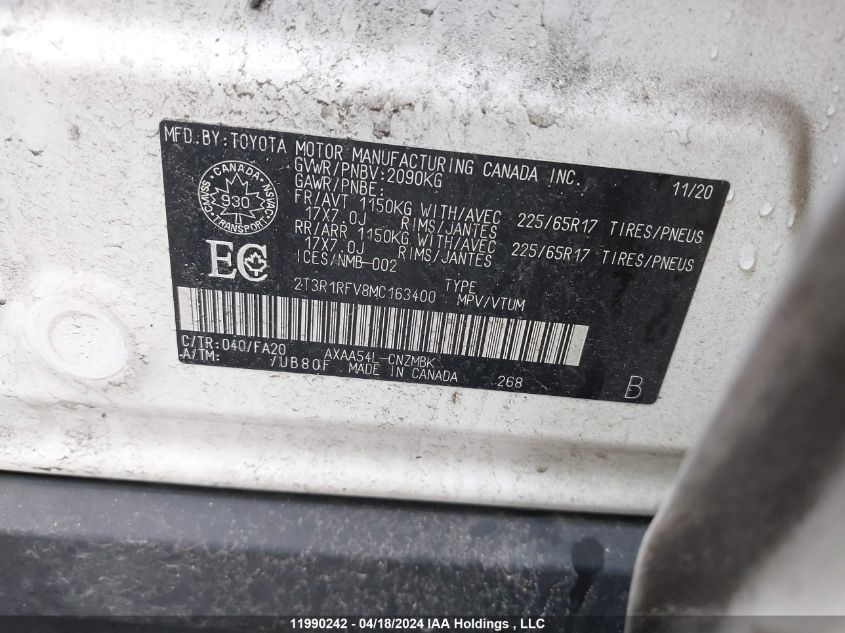 MFD. BY: TOYOTA MOTOR MANUFACTURING CANADA INC. 11/20
GVWR/PNBV: 2090KG
GAWR/PNBE:
FR/AVT 1150KG WITH/AVEC 225/65R17 TIRES/PNEUS
17X7.0J RIMS/JANTES
RR/ARR 1150KG WITH/AVEC 225/65R17 TIRES/PNEUS
17X7.0J RIMS/JANTES
ICES/NMB-002
CANADA
CMVSS NSVAC
930
TRANSPORT
EC
2T3R1RFV8MC163400 TYPE MPV/VTUM
C/TR: 040/FA20 AXAA54L-CNZMBK
A/TM: /UB80F MADE IN CANADA 268 B
11990242 - 04/18/2024 IAA Holdings, LLC